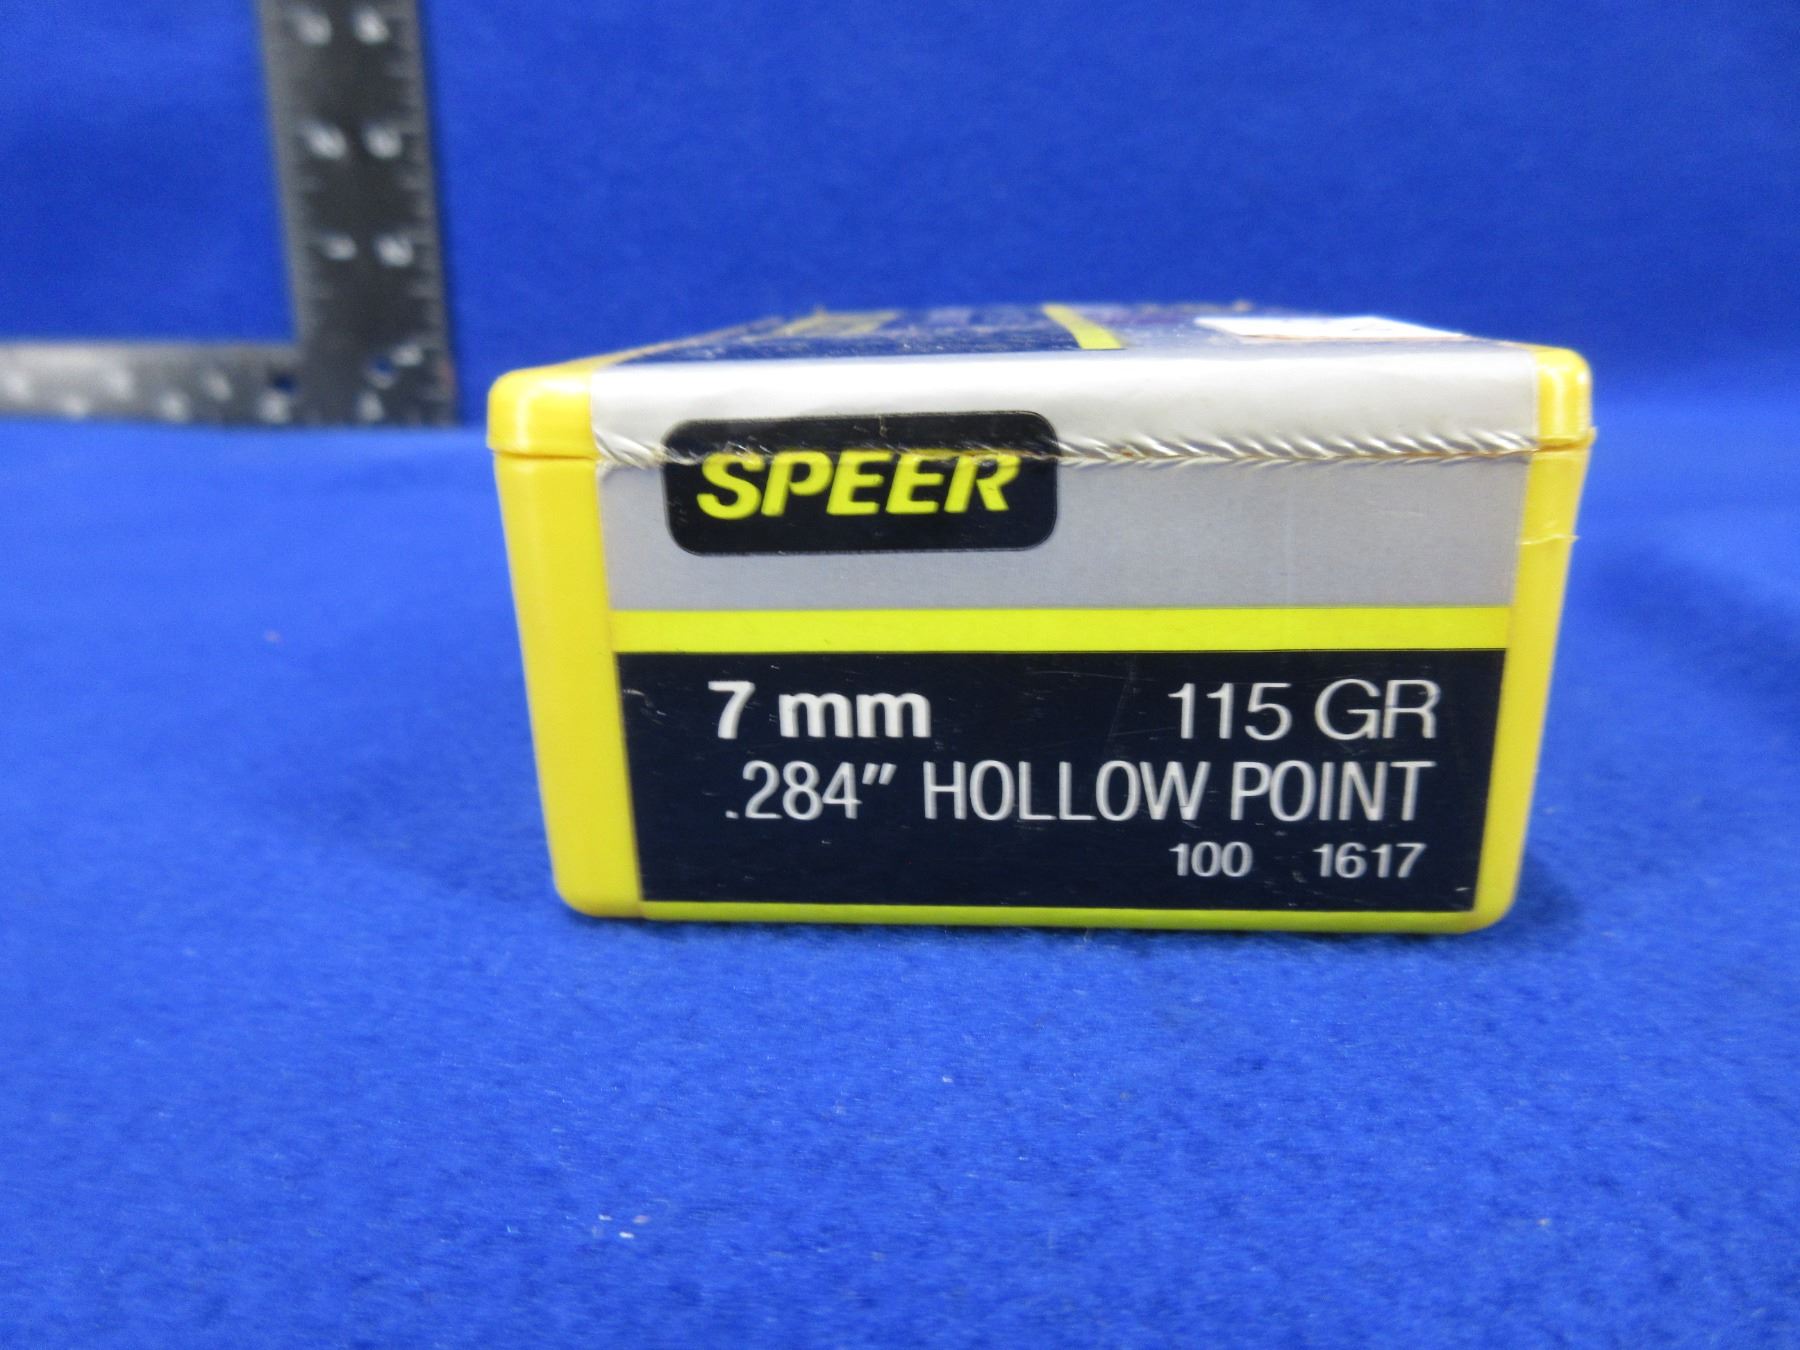 SPEER
7 mm 115 GR
.284" HOLLOW POINT
100 1617